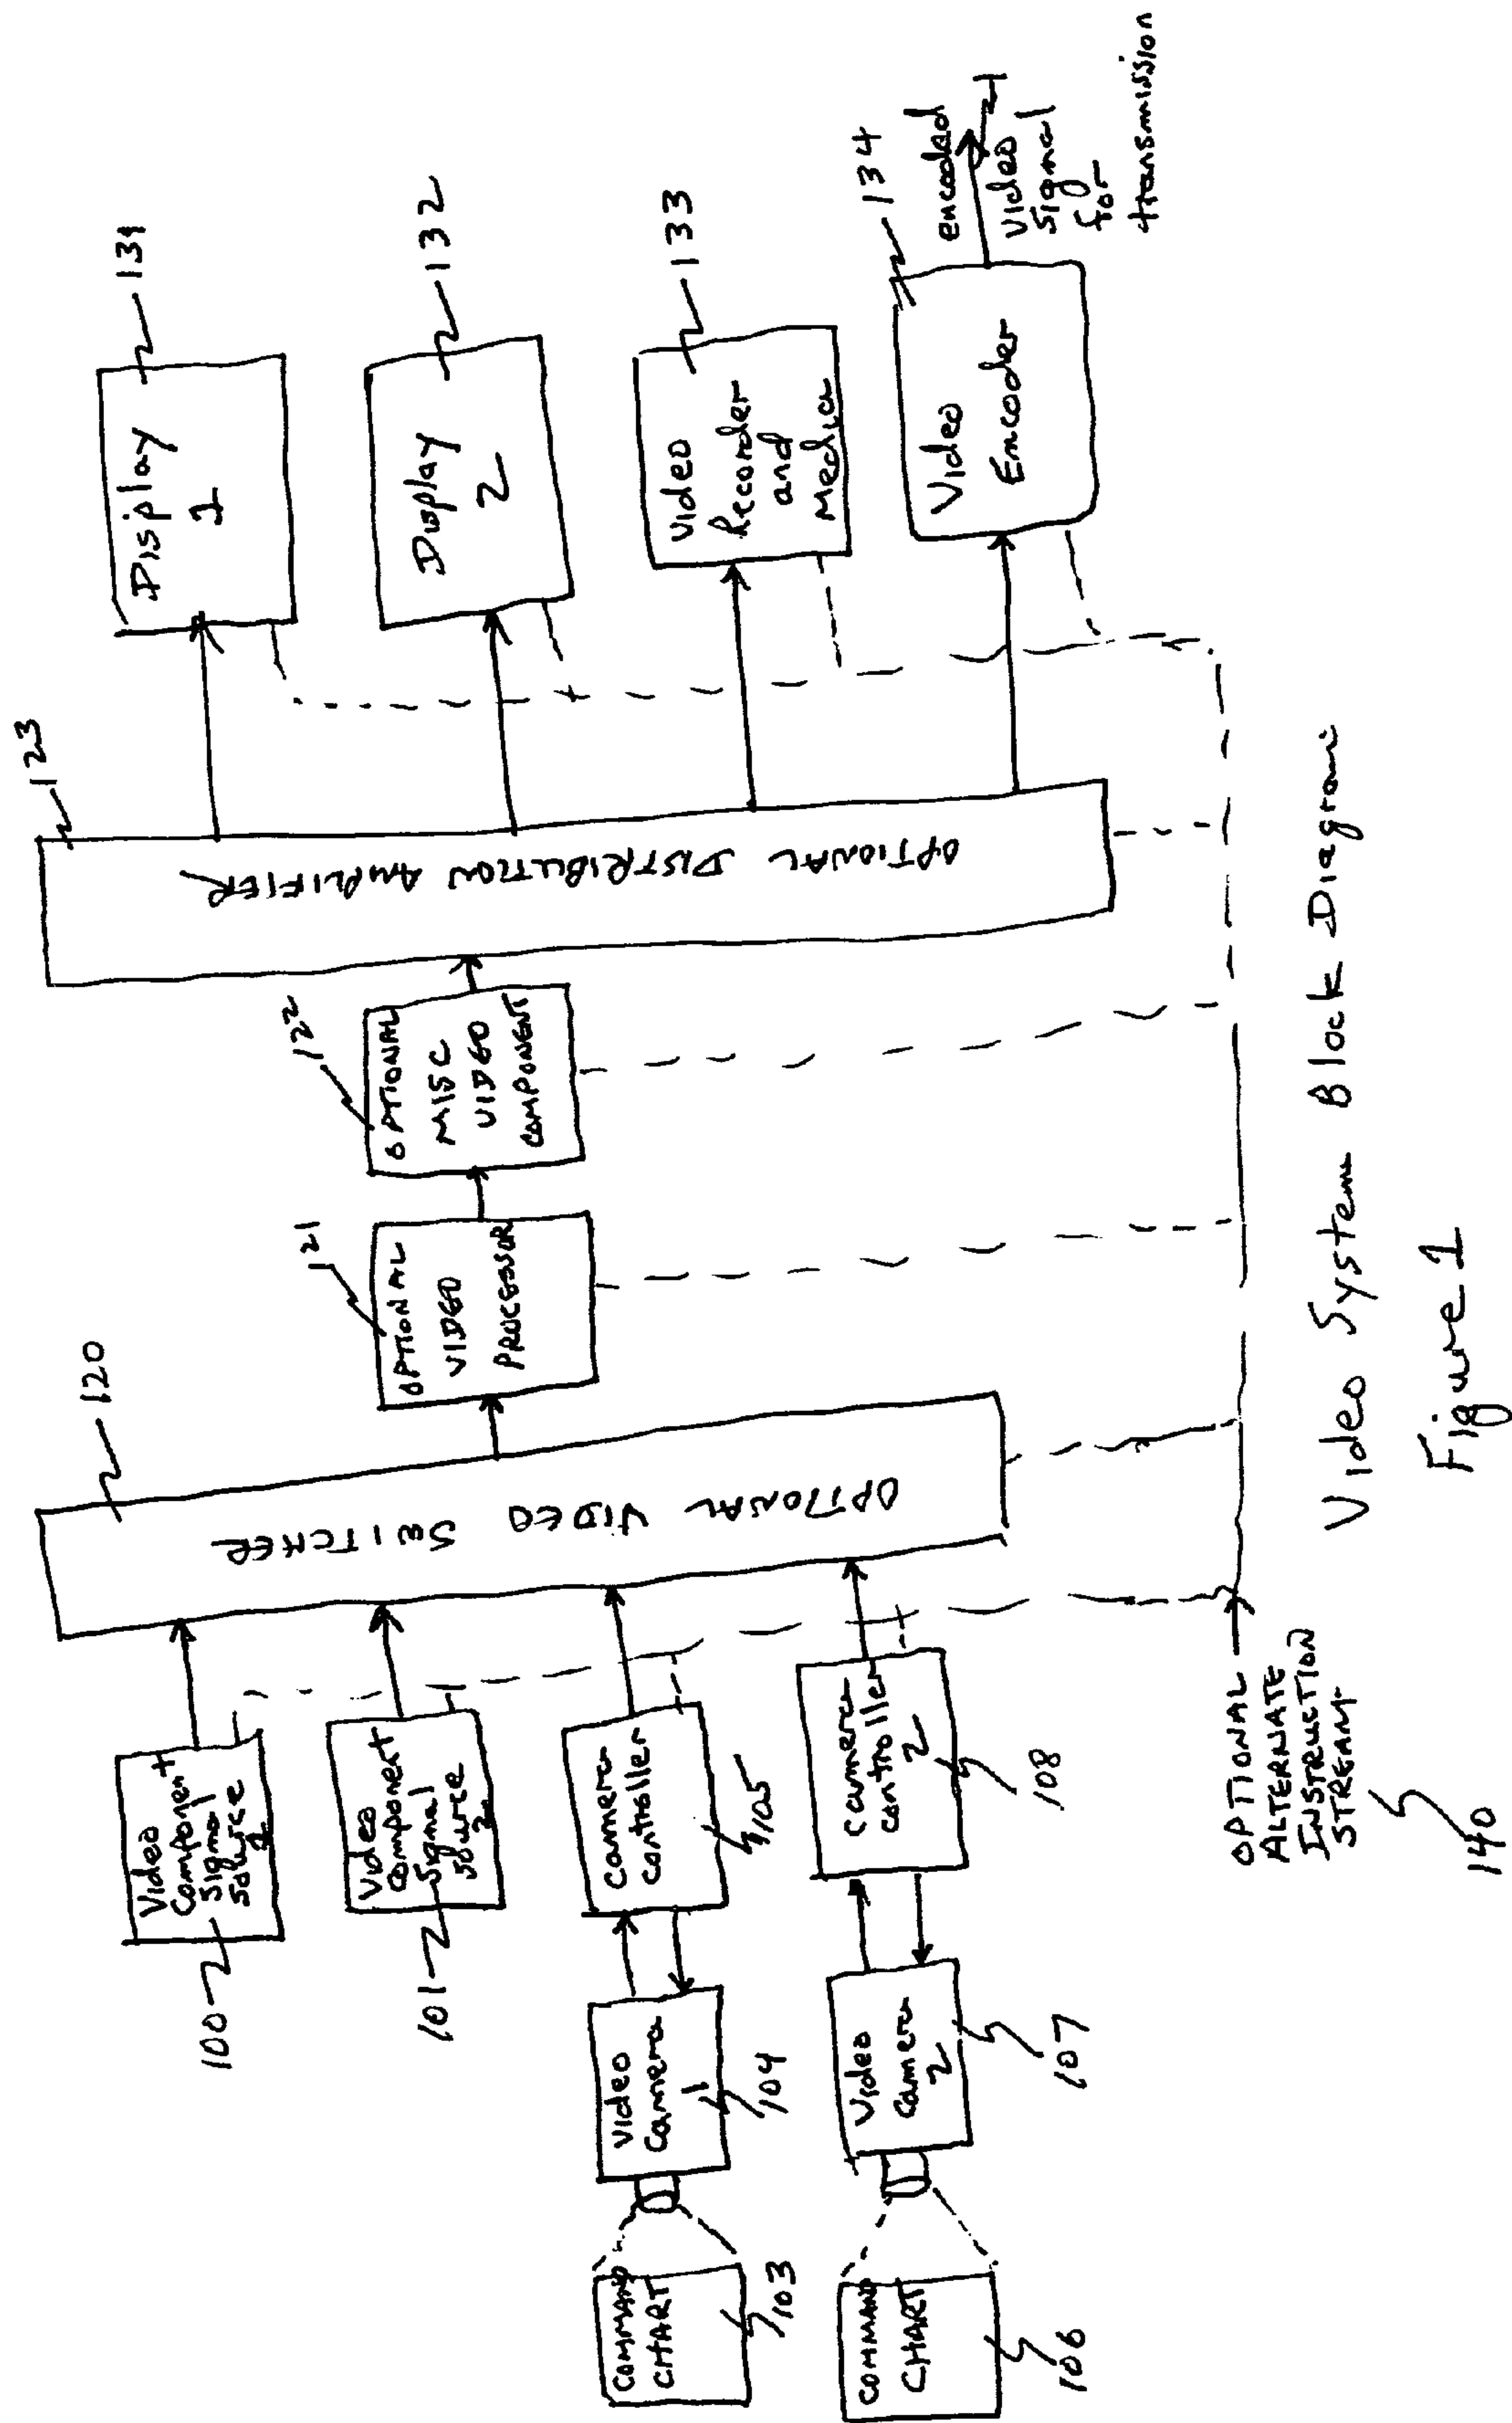 100
Video
Component
Signal
Source
1
101
Video
Component
Signal
Source
2
COMMAND
CHART
103
Video
Camera
1
104
Camera
Controller
105
COMMAND
CHART
106
Video
Camera
2
107
Camera
Controller
2
108
OPTIONAL
ALTERNATE
INSTRUCTION
STREAM
140
120
OPTIONAL VIDEO SWITCHER
121
OPTIONAL
VIDEO
PROCESSOR
122
OPTIONAL
MISC
VIDEO
COMPONENT
123
OPTIONAL DISTRIBUTION AMPLIFIER
131
Display
1
132
Display
2
133
Video
Recorder
and
Media
134
Video
Encoder
encoded
Video
Signal
for
transmission
Video System Block Diagram
Figure 1